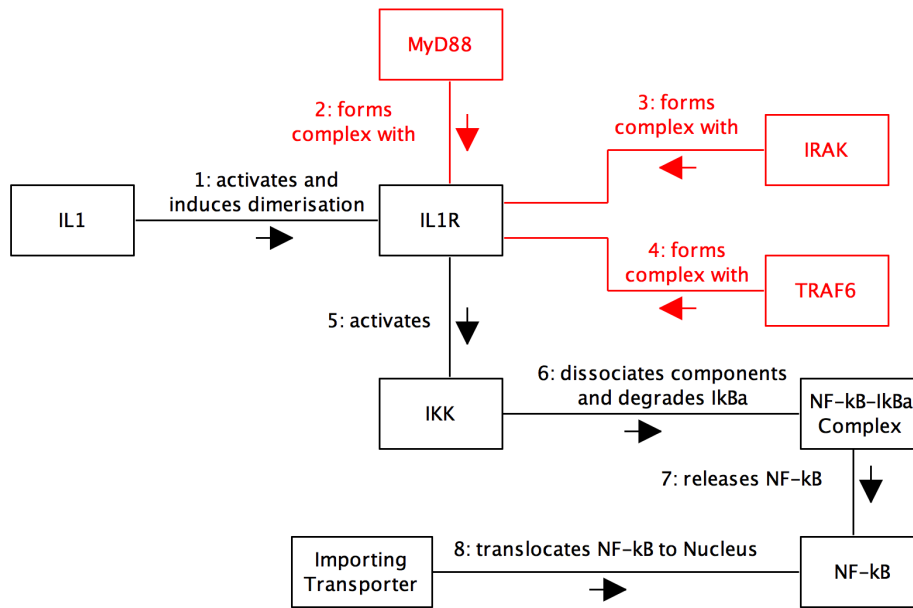 MyD88
2: forms
complex with
3: forms
complex with
IRAK
1: activates and
induces dimerisation
IL1
IL1R
4: forms
complex with
TRAF6
5: activates
6: dissociates components
and degrades IkBa
IKK
NF-kB-IkBa
Complex
7: releases NF-kB
Importing
Transporter
8: translocates NF-kB to Nucleus
NF-kB